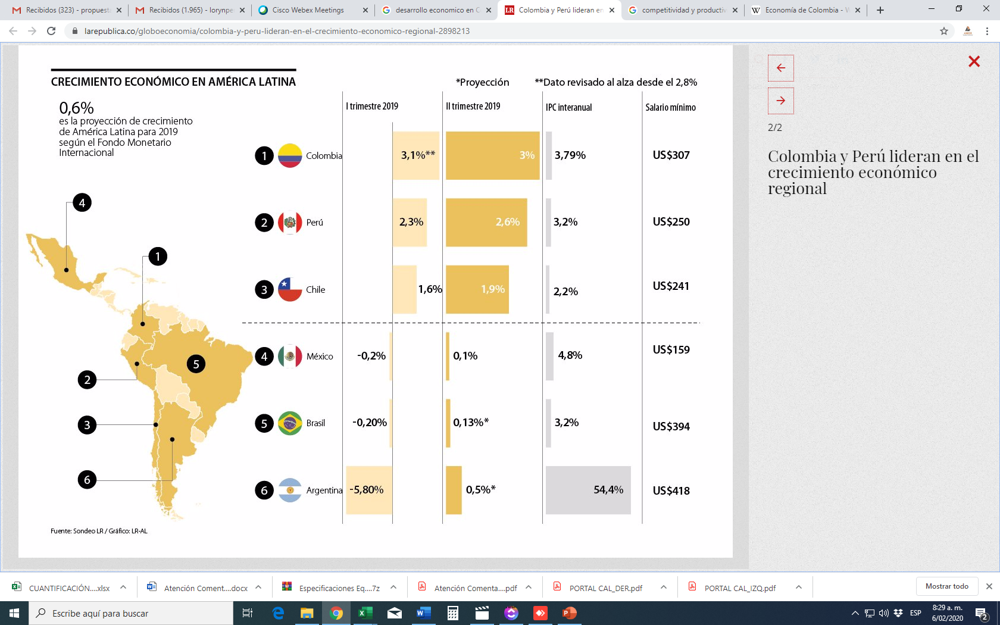 Recibidos (323) - propuesta
Recibidos (1.965) - lorynpe
Cisco Webex Meetings
desarrollo economico en C
LR
Colombia y Perú lideran en
competitividad y productiv
W
Economía de Colombia - W
larepublica.co/globoeconomia/colombia-y-peru-lideran-en-el-crecimiento-economico-regional-2898213
CRECIMIENTO ECONÓMICO EN AMÉRICA LATINA
*Proyección
**Dato revisado al alza desde el 2,8%
0,6%
es la proyección de crecimiento
de América Latina para 2019
según el Fondo Monetario
Internacional
I trimestre 2019
II trimestre 2019
IPC interanual
Salario mínimo
1 Colombia 3,1%** 3% 3,79% US$307
2 Perú 2,3% 2,6% 3,2% US$250
3 Chile 1,6% 1,9% 2,2% US$241
4 México -0,2% 0,1% 4,8% US$159
5 Brasil -0,20% 0,13%* 3,2% US$394
6 Argentina -5,80% 0,5%* 54,4% US$418
4
1
5
2
3
6
Fuente: Sondeo LR / Gráfico: LR-AL
2/2
Colombia y Perú lideran en el
crecimiento económico
regional
CUANTIFICACIÓN....xlsx
Atención Coment....docx
Especificaciones Eq....7z
Atención Comenta....pdf
PORTAL CAL_DER.pdf
PORTAL CAL_IZQ.pdf
Mostrar todo
Escribe aquí para buscar
ESP
8:29 a. m.
6/02/2020
2